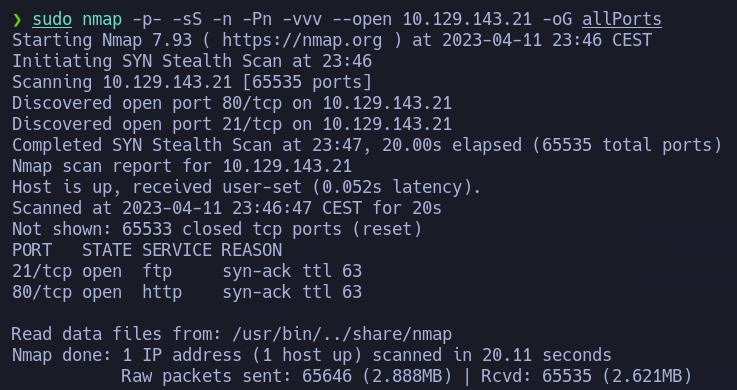 ❯ sudo nmap -p- -sS -n -Pn -vvv --open 10.129.143.21 -oG allPorts
Starting Nmap 7.93 ( https://nmap.org ) at 2023-04-11 23:46 CEST
Initiating SYN Stealth Scan at 23:46
Scanning 10.129.143.21 [65535 ports]
Discovered open port 80/tcp on 10.129.143.21
Discovered open port 21/tcp on 10.129.143.21
Completed SYN Stealth Scan at 23:47, 20.00s elapsed (65535 total ports)
Nmap scan report for 10.129.143.21
Host is up, received user-set (0.052s latency).
Scanned at 2023-04-11 23:46:47 CEST for 20s
Not shown: 65533 closed tcp ports (reset)
PORT   STATE SERVICE REASON
21/tcp open  ftp     syn-ack ttl 63
80/tcp open  http    syn-ack ttl 63

Read data files from: /usr/bin/../share/nmap
Nmap done: 1 IP address (1 host up) scanned in 20.11 seconds
           Raw packets sent: 65646 (2.888MB) | Rcvd: 65535 (2.621MB)